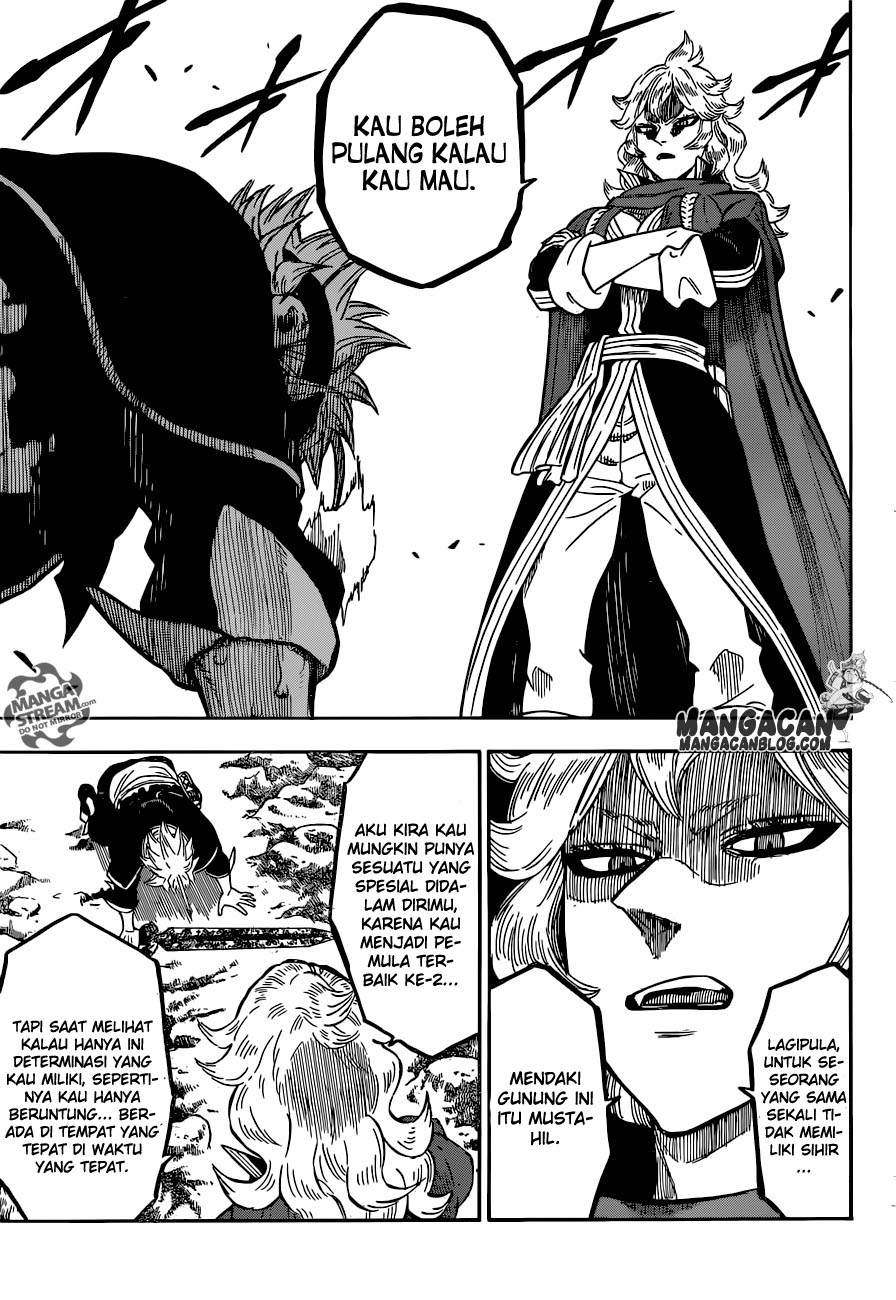 KAU BOLEH
PULANG KALAU
KAU MAU.
MANGA
STREAM.com
DO NOT MIRROR
MANGACAN
MANGACANBLOG.COM
LAGIPULA,
UNTUK SE-
SEORANG
YANG SAMA
SEKALI TI-
DAK MEMI-
LIKI SIHIR
...
MENDAKI
GUNUNG INI
ITU MUSTA-
HIL.
AKU KIRA KAU
MUNGKIN PUNYA
SESUATU YANG
SPESIAL DIDA-
LAM DIRIMU,
KARENA KAU
MENJADI PE-
MULA TER-
BAIK KE-2...
TAPI SAAT MELIHAT
KALAU HANYA INI
DETERMINASI YANG
KAU MILIKI, SEPERTI-
NYA KAU HANYA
BERUNTUNG... BER-
ADA DI TEMPAT YANG
TEPAT DI WAKTU
YANG TEPAT.